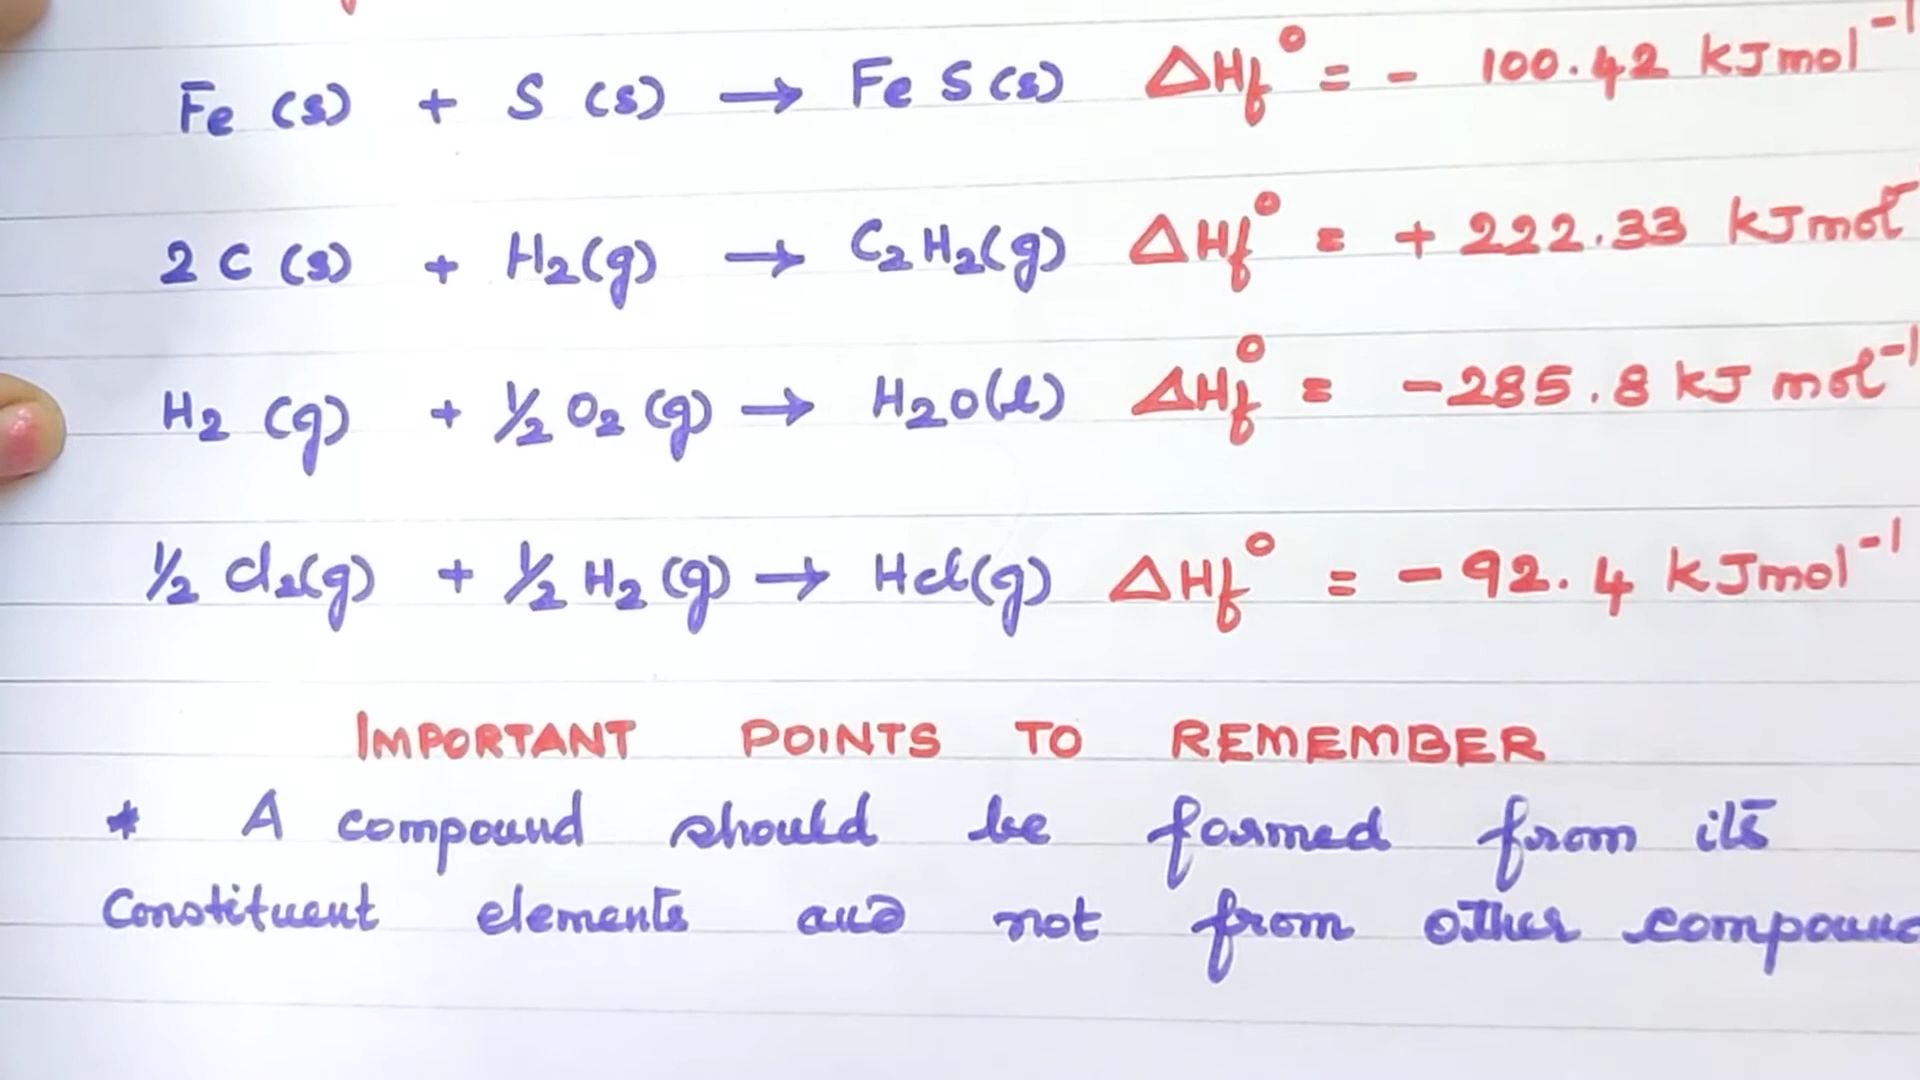 Fe (s) + S (s) → Fe S (s) ΔHf° = - 100.42 kJmol⁻¹
2 C (s) + H₂(g) → C₂H₂(g) ΔHf° = + 222.33 kJmol⁻
H₂ (g) + ½ O₂ (g) → H₂O(l) ΔHf° = -285.8 kJ mol⁻¹
½ Cl₂(g) + ½ H₂ (g) → HCl(g) ΔHf° = -92.4 kJmol⁻¹
IMPORTANT POINTS TO REMEMBER
* A compound should be formed from its
Constituent elements and not from other compound